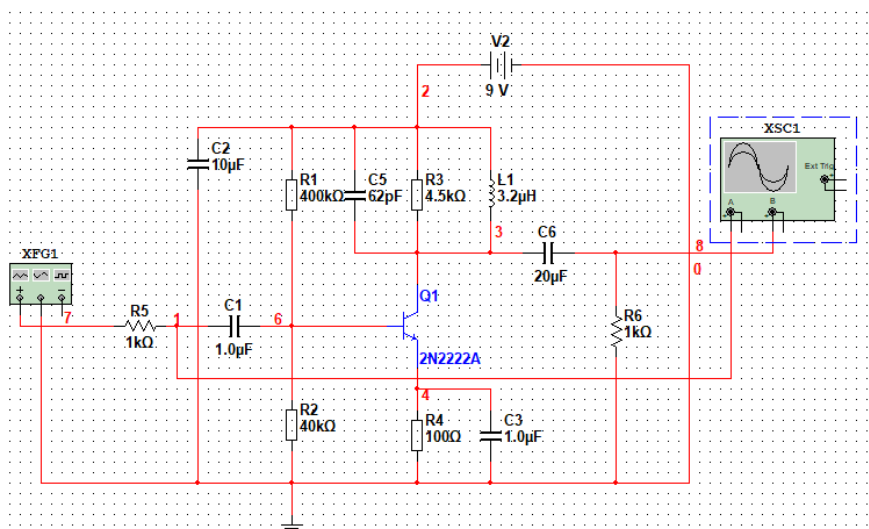 V2
9 V
2
XSC1
Ext Trig
A
B
C2
10µF
R1
400kΩ
C5
62pF
R3
4.5kΩ
L1
3.2µH
3
C6
20µF
8
0
XFG1
7
R5
1kΩ
1
C1
1.0µF
6
Q1
2N2222A
R6
1kΩ
4
R2
40kΩ
R4
100Ω
C3
1.0µF